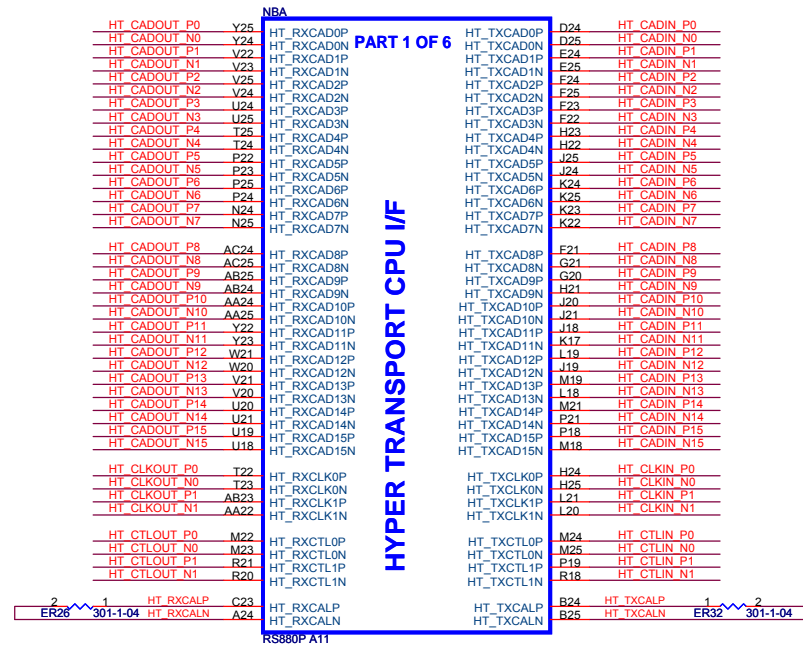 NBA
HT_CADOUT_P0 Y25 HT_RXCAD0P PART 1 OF 6 HT_TXCAD0P D24 HT_CADIN_P0
HT_CADOUT_N0 Y24 HT_RXCAD0N HT_TXCAD0N D25 HT_CADIN_N0
HT_CADOUT_P1 V22 HT_RXCAD1P HT_TXCAD1P E24 HT_CADIN_P1
HT_CADOUT_N1 V23 HT_RXCAD1N HT_TXCAD1N E25 HT_CADIN_N1
HT_CADOUT_P2 V25 HT_RXCAD2P HT_TXCAD2P F24 HT_CADIN_P2
HT_CADOUT_N2 V24 HT_RXCAD2N HT_TXCAD2N F25 HT_CADIN_N2
HT_CADOUT_P3 U24 HT_RXCAD3P HT_TXCAD3P F23 HT_CADIN_P3
HT_CADOUT_N3 U25 HT_RXCAD3N HT_TXCAD3N F22 HT_CADIN_N3
HT_CADOUT_P4 T25 HT_RXCAD4P HT_TXCAD4P H23 HT_CADIN_P4
HT_CADOUT_N4 T24 HT_RXCAD4N HT_TXCAD4N H22 HT_CADIN_N4
HT_CADOUT_P5 P22 HT_RXCAD5P HT_TXCAD5P J25 HT_CADIN_P5
HT_CADOUT_N5 P23 HT_RXCAD5N HT_TXCAD5N J24 HT_CADIN_N5
HT_CADOUT_P6 P25 HT_RXCAD6P HT_TXCAD6P K24 HT_CADIN_P6
HT_CADOUT_N6 P24 HT_RXCAD6N HT_TXCAD6N K25 HT_CADIN_N6
HT_CADOUT_P7 N24 HT_RXCAD7P HT_TXCAD7P K23 HT_CADIN_P7
HT_CADOUT_N7 N25 HT_RXCAD7N HT_TXCAD7N K22 HT_CADIN_N7
HT_CADOUT_P8 AC24 HT_RXCAD8P HT_TXCAD8P F21 HT_CADIN_P8
HT_CADOUT_N8 AC25 HT_RXCAD8N HT_TXCAD8N G21 HT_CADIN_N8
HT_CADOUT_P9 AB25 HT_RXCAD9P HT_TXCAD9P G20 HT_CADIN_P9
HT_CADOUT_N9 AB24 HT_RXCAD9N HT_TXCAD9N H21 HT_CADIN_N9
HT_CADOUT_P10 AA24 HT_RXCAD10P HT_TXCAD10P J20 HT_CADIN_P10
HT_CADOUT_N10 AA25 HT_RXCAD10N HT_TXCAD10N J21 HT_CADIN_N10
HT_CADOUT_P11 Y22 HT_RXCAD11P HT_TXCAD11P J18 HT_CADIN_P11
HT_CADOUT_N11 Y23 HT_RXCAD11N HT_TXCAD11N K17 HT_CADIN_N11
HT_CADOUT_P12 W21 HT_RXCAD12P HT_TXCAD12P L19 HT_CADIN_P12
HT_CADOUT_N12 W20 HT_RXCAD12N HT_TXCAD12N J19 HT_CADIN_N12
HT_CADOUT_P13 V21 HT_RXCAD13P HT_TXCAD13P M19 HT_CADIN_P13
HT_CADOUT_N13 V20 HT_RXCAD13N HT_TXCAD13N L18 HT_CADIN_N13
HT_CADOUT_P14 U20 HT_RXCAD14P HT_TXCAD14P M21 HT_CADIN_P14
HT_CADOUT_N14 U21 HT_RXCAD14N HT_TXCAD14N P21 HT_CADIN_N14
HT_CADOUT_P15 U19 HT_RXCAD15P HT_TXCAD15P P18 HT_CADIN_P15
HT_CADOUT_N15 U18 HT_RXCAD15N HT_TXCAD15N M18 HT_CADIN_N15
HYPER TRANSPORT CPU I/F
HT_CLKOUT_P0 T22 HT_RXCLK0P HT_TXCLK0P H24 HT_CLKIN_P0
HT_CLKOUT_N0 T23 HT_RXCLK0N HT_TXCLK0N H25 HT_CLKIN_N0
HT_CLKOUT_P1 AB23 HT_RXCLK1P HT_TXCLK1P L21 HT_CLKIN_P1
HT_CLKOUT_N1 AA22 HT_RXCLK1N HT_TXCLK1N L20 HT_CLKIN_N1
HT_CTLOUT_P0 M22 HT_RXCTL0P HT_TXCTL0P M24 HT_CTLIN_P0
HT_CTLOUT_N0 M23 HT_RXCTL0N HT_TXCTL0N M25 HT_CTLIN_N0
HT_CTLOUT_P1 R21 HT_RXCTL1P HT_TXCTL1P P19 HT_CTLIN_P1
HT_CTLOUT_N1 R20 HT_RXCTL1N HT_TXCTL1N R18 HT_CTLIN_N1
2 1 HT_RXCALP C23 HT_RXCALP HT_TXCALP B24 HT_TXCALP 1 2
ER26 301-1-04 HT_RXCALN A24 HT_RXCALN HT_TXCALN B25 HT_TXCALN ER32 301-1-04
RS880P A11